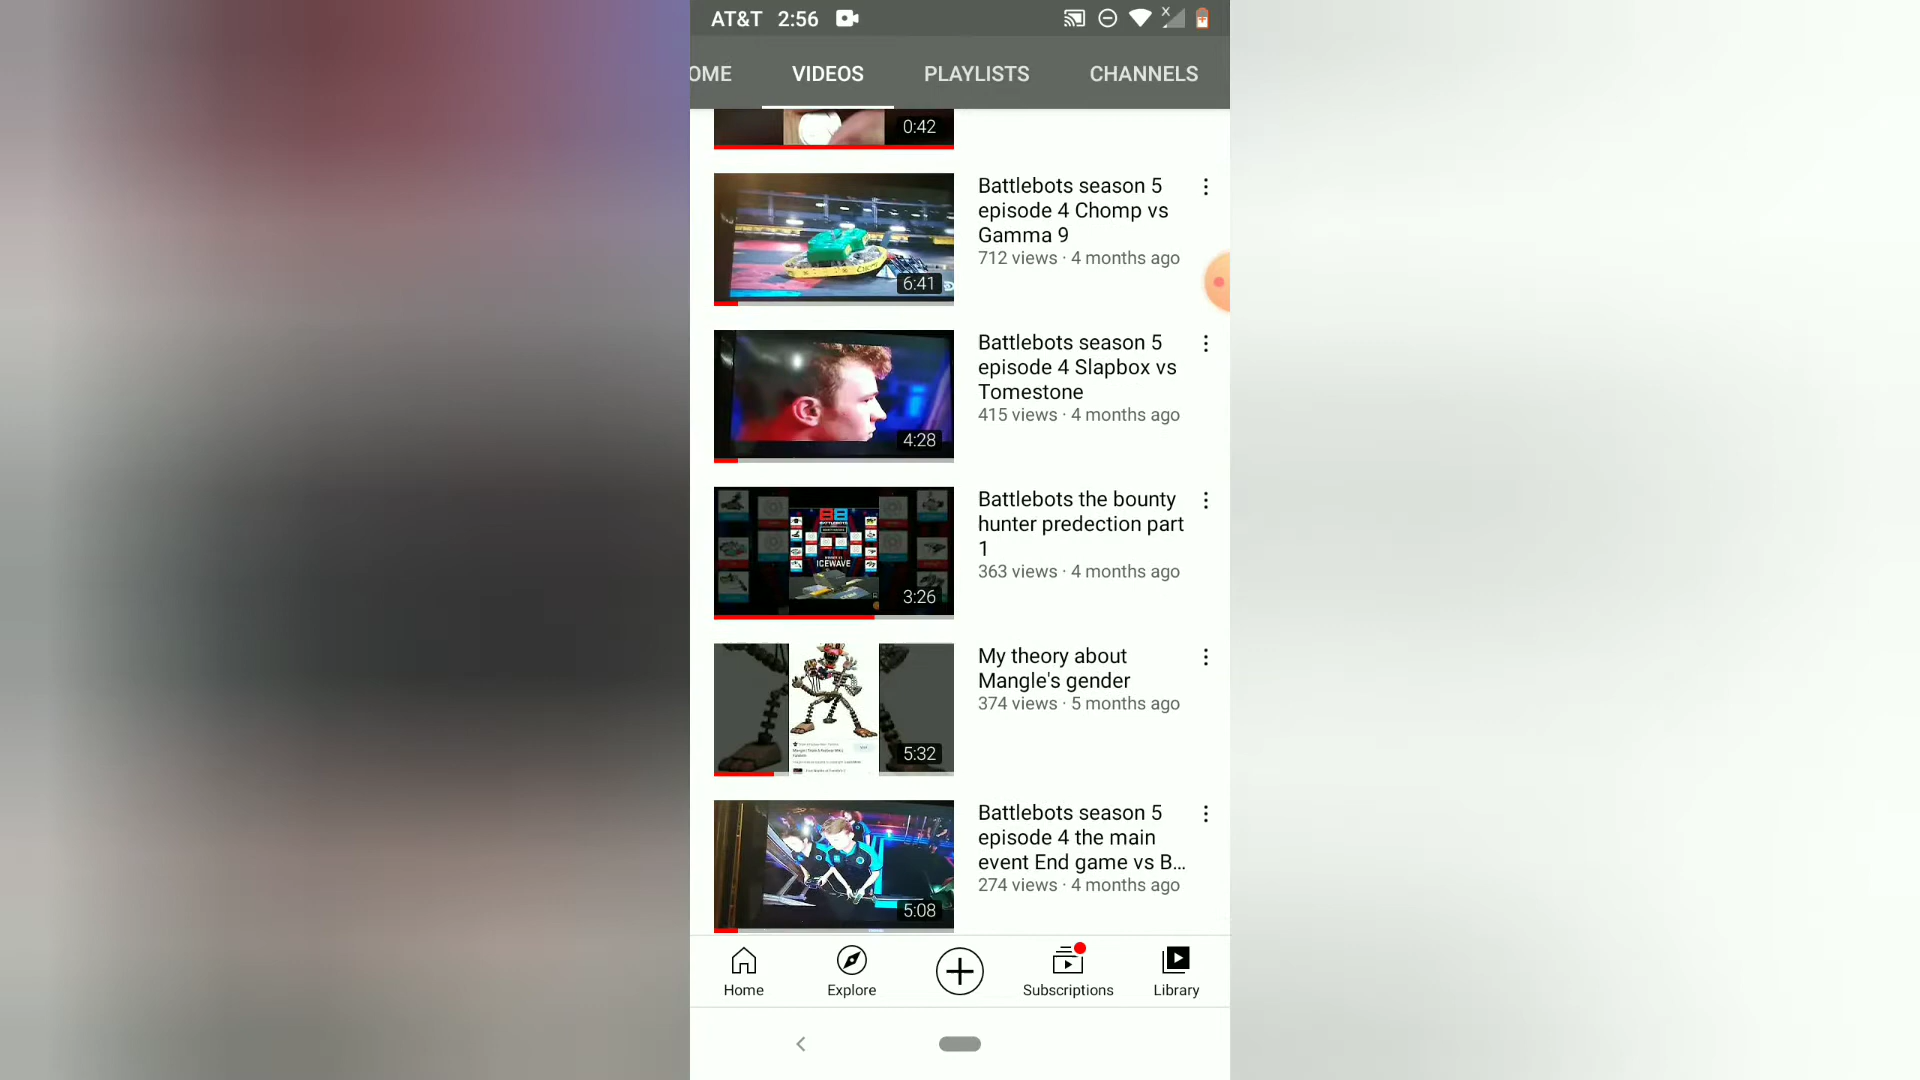 AT&T 2:56
OME VIDEOS PLAYLISTS CHANNELS
0:42
Battlebots season 5
episode 4 Chomp vs
Gamma 9
712 views · 4 months ago
6:41
Battlebots season 5
episode 4 Slapbox vs
Tomestone
415 views · 4 months ago
4:28
Battlebots the bounty
hunter predection part
1
363 views · 4 months ago
ICEWAVE
3:26
My theory about
Mangle's gender
374 views · 5 months ago
5:32
Battlebots season 5
episode 4 the main
event End game vs B...
274 views · 4 months ago
5:08
Home Explore Subscriptions Library